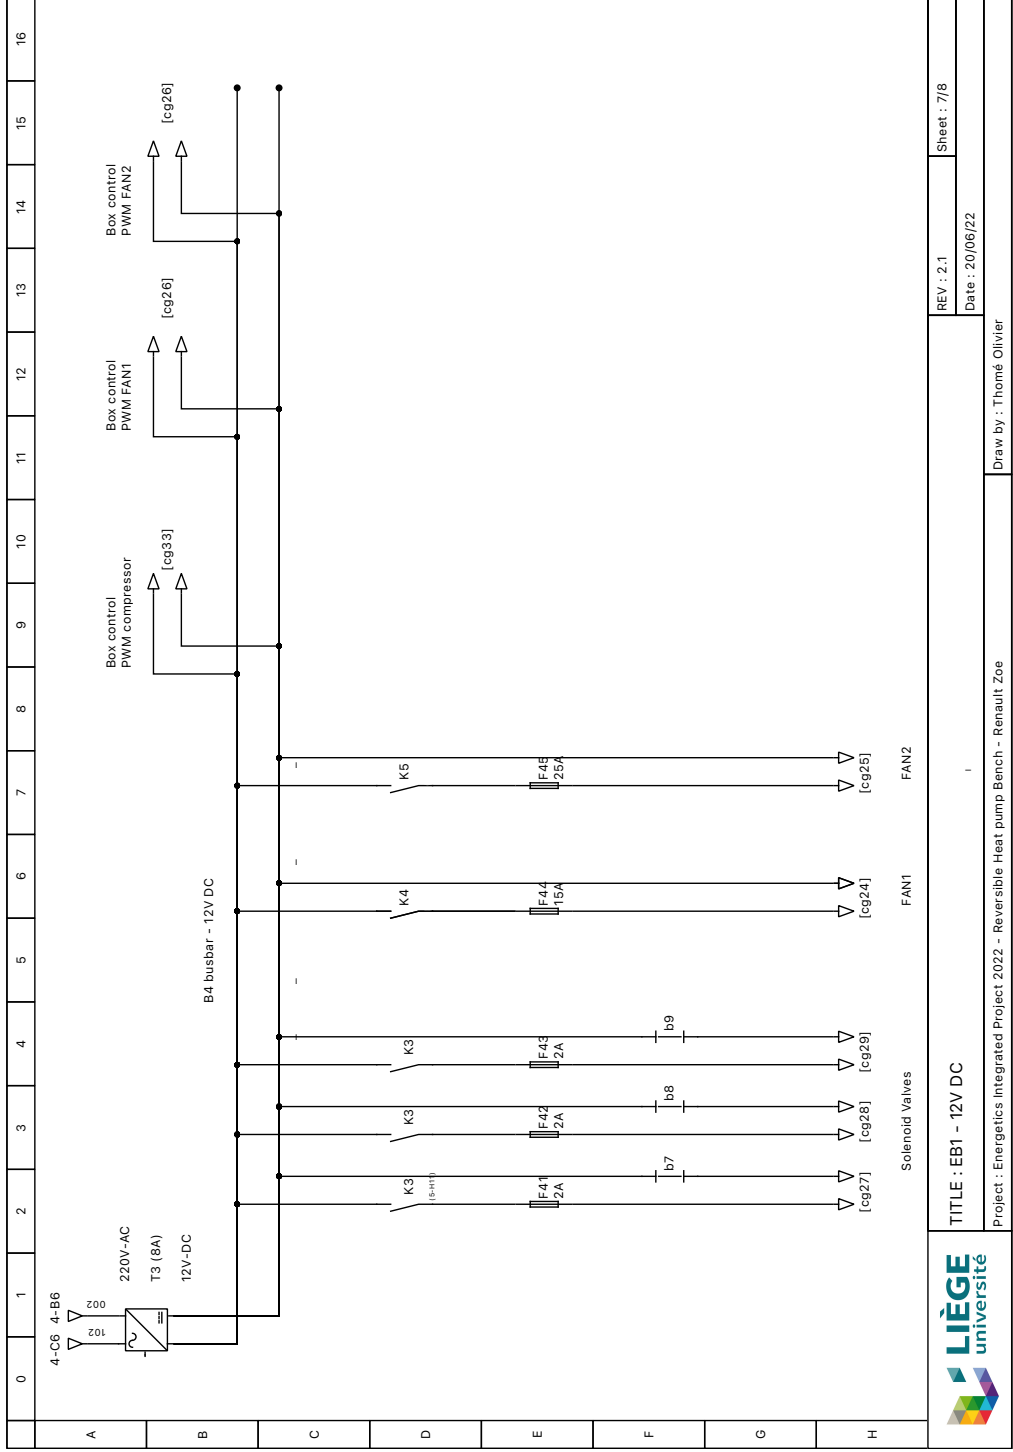 0 1 2 3 4 5 6 7 8 9 10 11 12 13 14 15 16
A
B
C
D
E
F
G
H
4-C6 4-B6
102 002
220V-AC
T3 (8A)
12V-DC
B4 busbar - 12V DC
Box control
PWM compressor
[cg33]
Box control
PWM FAN1
[cg26]
Box control
PWM FAN2
[cg26]
K3 K3 K3 K4 K5
(5-H11)
F41 F42 F43 F44 F45
2A 2A 2A 15A 25A
b7 b8 b9
[cg27] [cg28] [cg29] [cg24] [cg25]
Solenoid Valves FAN1 FAN2
LIÈGE
université
TITLE : EB1 - 12V DC
REV : 2.1
Sheet : 7/8
Date : 20/06/22
Project : Energetics Integrated Project 2022 - Reversible Heat pump Bench - Renault Zoe
Draw by : Thomé Olivier